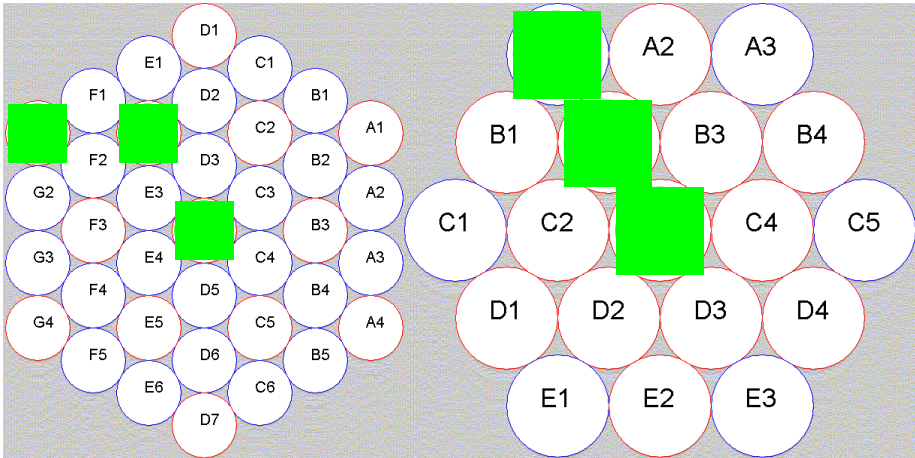 D1
E1 C1
F1 D2 B1
C2 A1
F2 D3 B2
G2 E3 C3 A2
F3 B3
G3 E4 C4 A3
F4 D5 B4
G4 E5 C5 A4
F5 D6 B5
E6 C6
D7
A2 A3
B1 B3 B4
C1 C2 C4 C5
D1 D2 D3 D4
E1 E2 E3